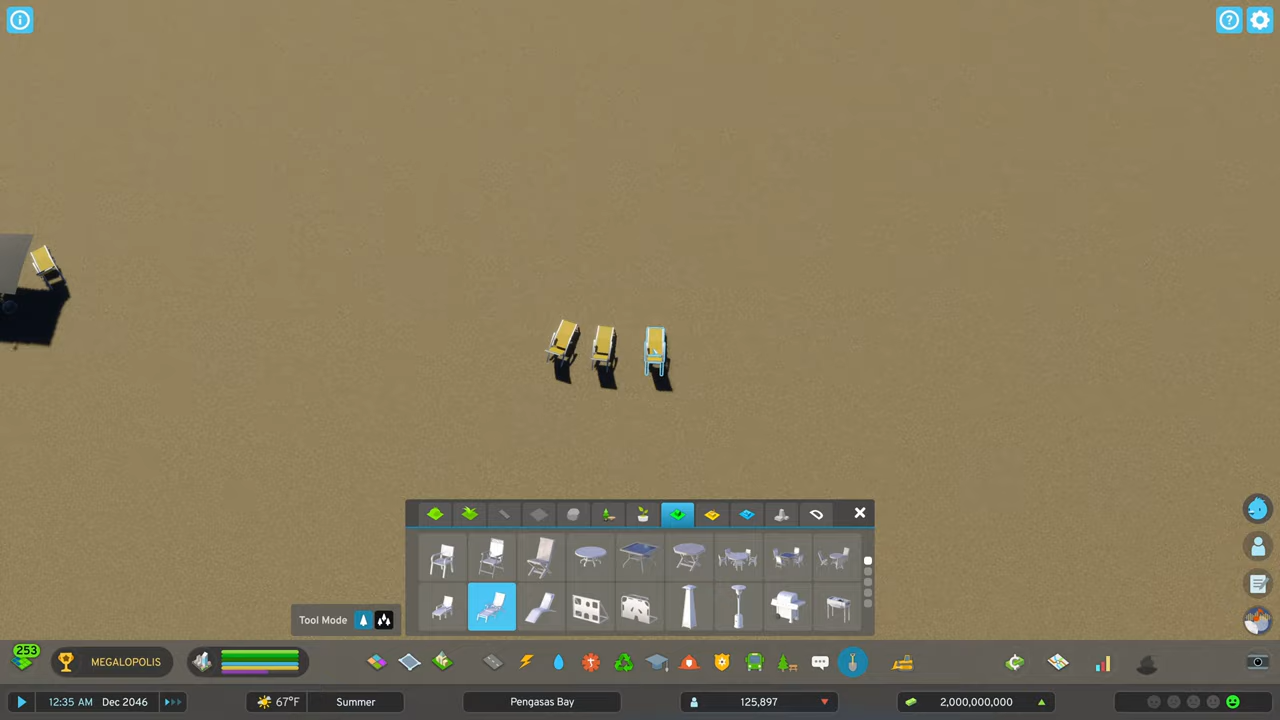 Tool Mode
253
MEGALOPOLIS
12:35 AM Dec 2046
67°F
Summer
Pengasas Bay
125,897
2,000,000,000